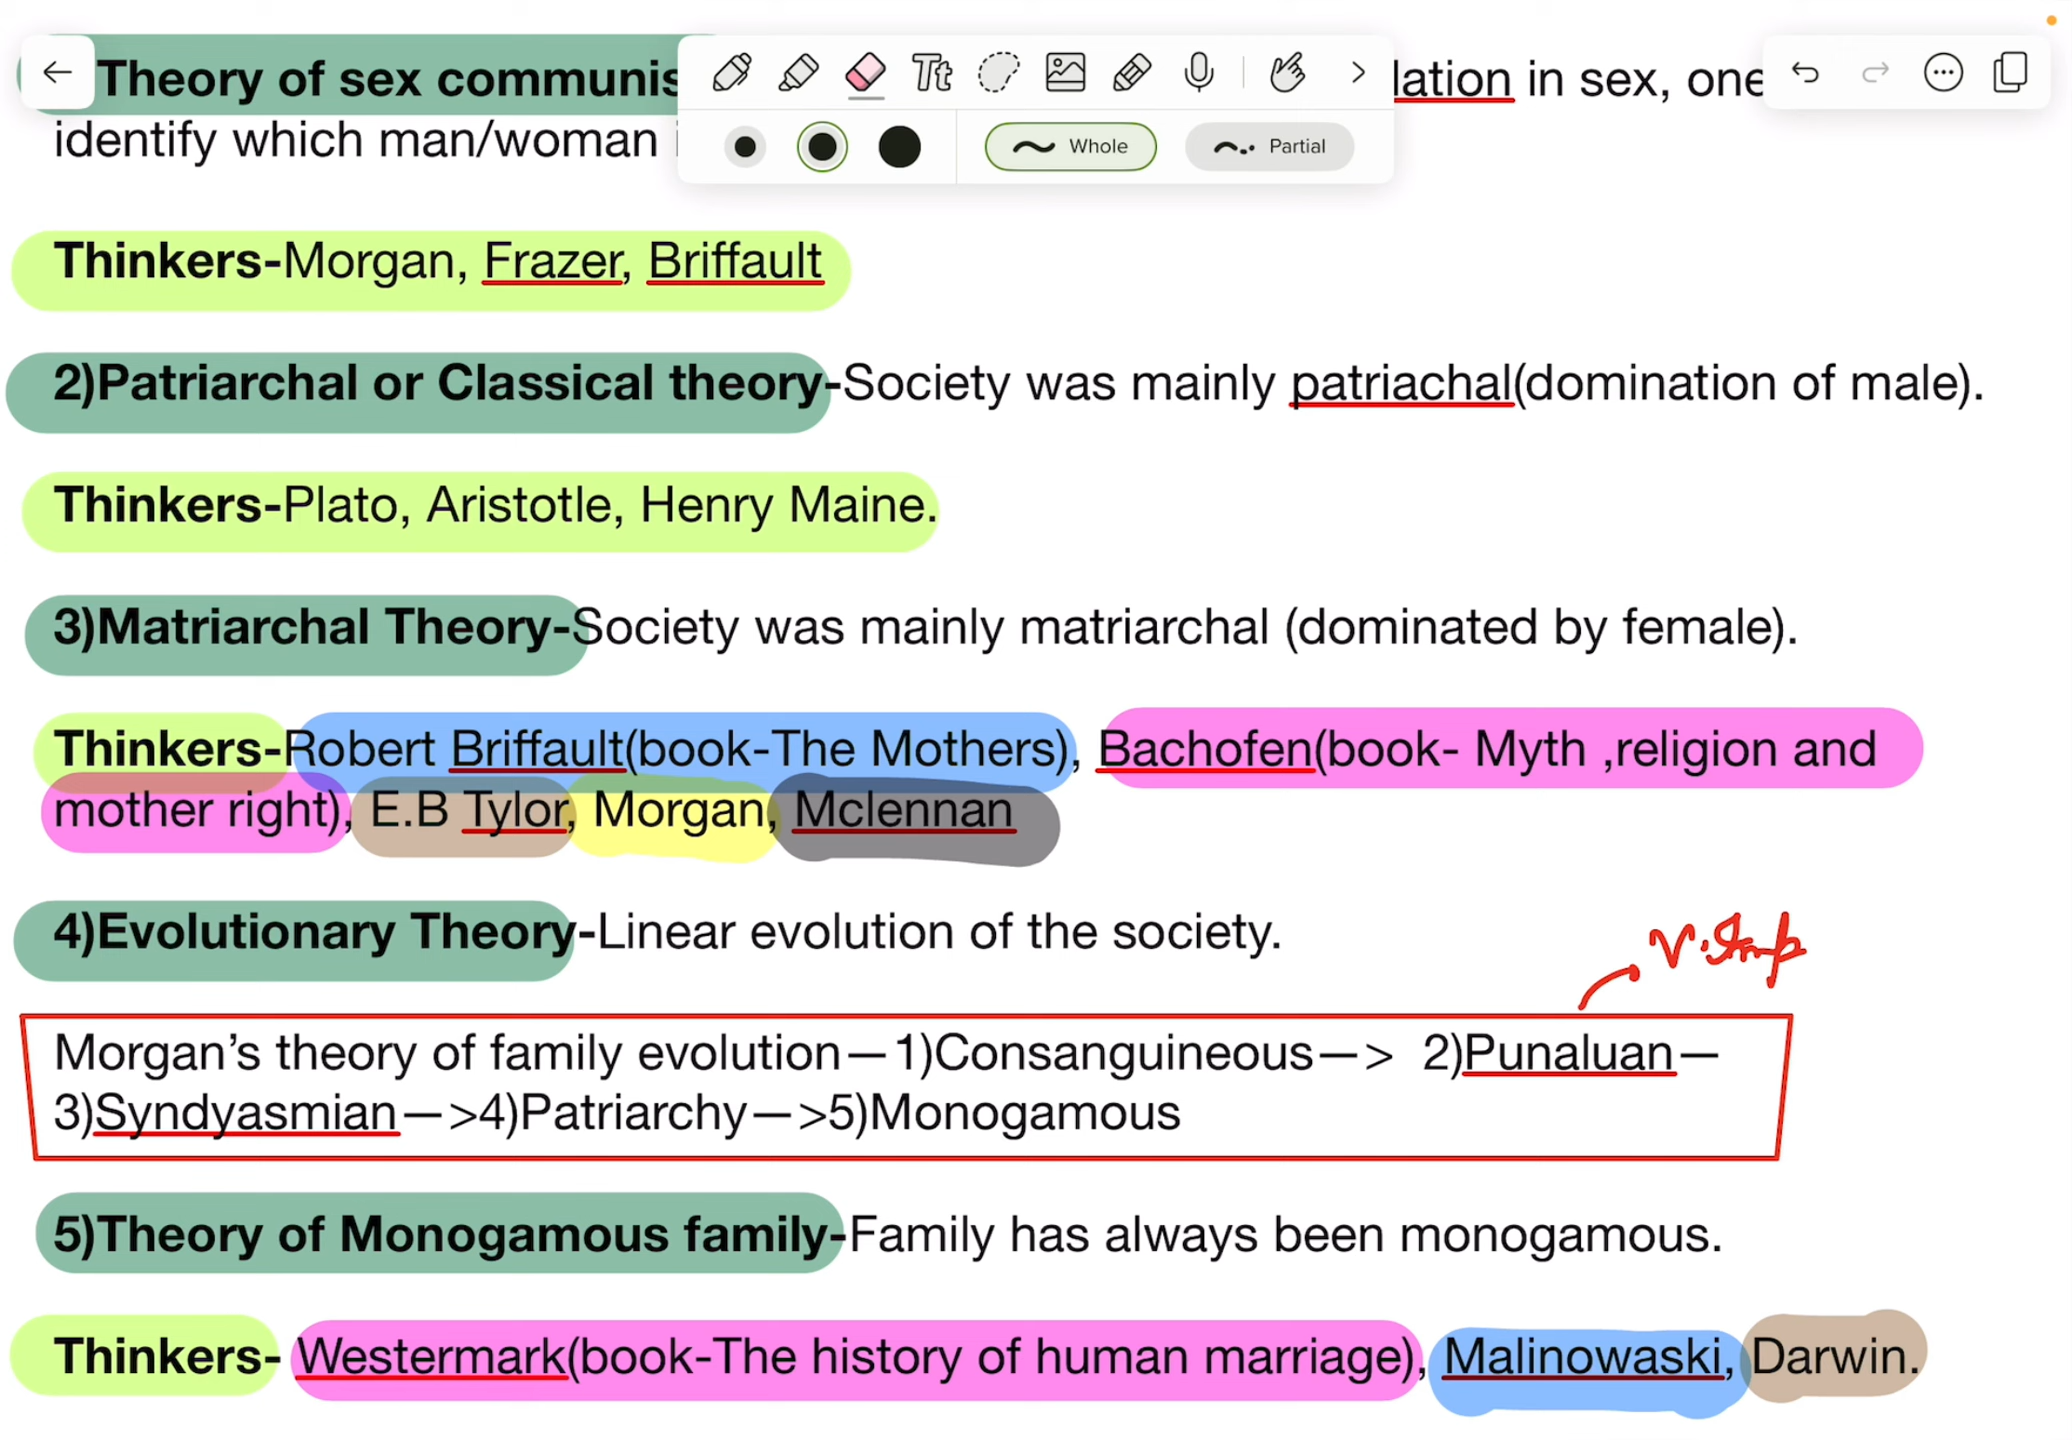 Theory of sex communis
lation in sex, one
identify which man/woman
Whole
Partial
Thinkers-Morgan, Frazer, Briffault
2)Patriarchal or Classical theory-Society was mainly patriachal(domination of male).
Thinkers-Plato, Aristotle, Henry Maine.
3)Matriarchal Theory-Society was mainly matriarchal (dominated by female).
Thinkers-Robert Briffault(book-The Mothers), Bachofen(book- Myth ,religion and
mother right), E.B Tylor, Morgan, Mclennan
4)Evolutionary Theory-Linear evolution of the society.
V.Imp
Morgan’s theory of family evolution—1)Consanguineous—> 2)Punaluan—
3)Syndyasmian—>4)Patriarchy—>5)Monogamous
5)Theory of Monogamous family-Family has always been monogamous.
Thinkers- Westermark(book-The history of human marriage), Malinowaski, Darwin.